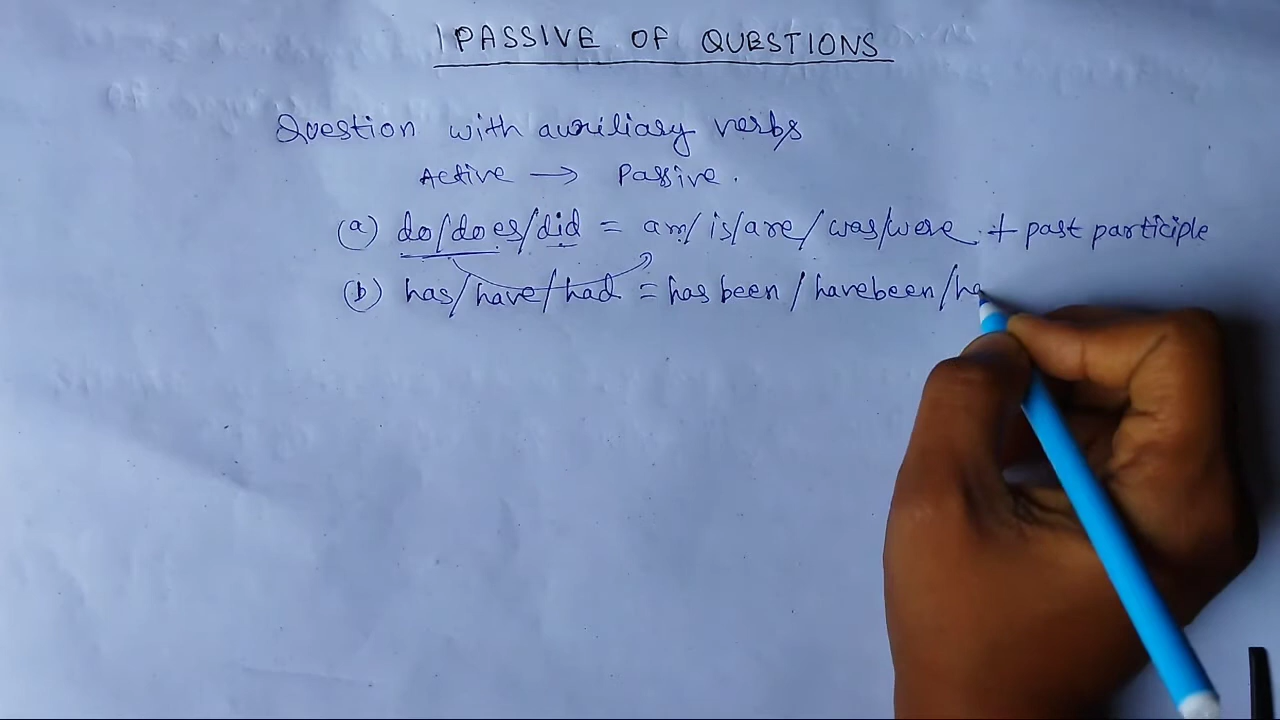 PASSIVE OF QUESTIONS
Question with auxiliary verbs
Active → Passive.
(a) do/does/did = am/is/are/was/were + past participle
(b) has/have/had = has been/have been/ha